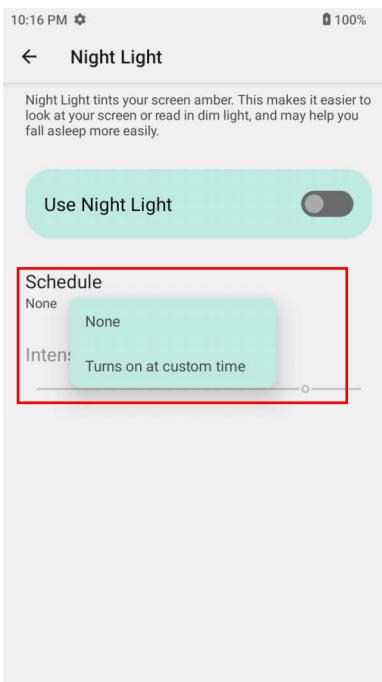 10:16 PM 100%
Night Light
Night Light tints your screen amber. This makes it easier to
look at your screen or read in dim light, and may help you
fall asleep more easily.
Use Night Light
Schedule
None
None
Turns on at custom time